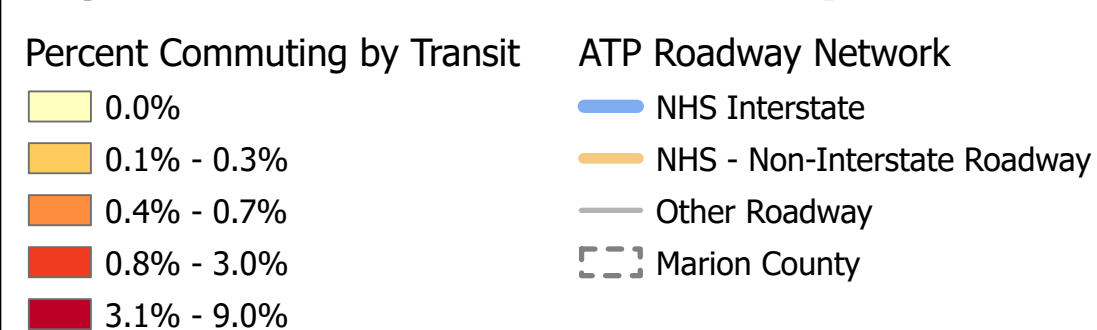 Percent Commuting by Transit
0.0%
0.1% - 0.3%
0.4% - 0.7%
0.8% - 3.0%
3.1% - 9.0%
ATP Roadway Network
NHS Interstate
NHS - Non-Interstate Roadway
Other Roadway
Marion County